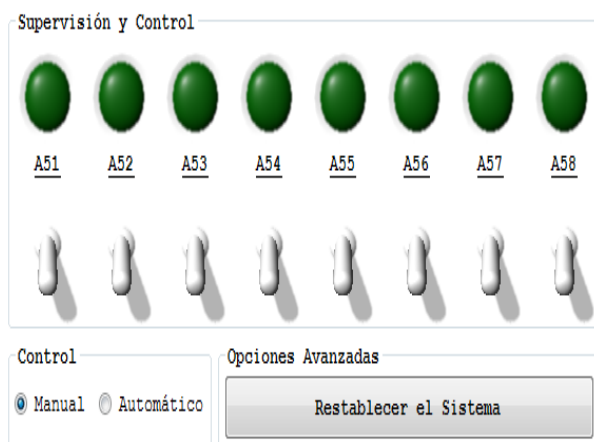 Supervisión y Control
A51 A52 A53 A54 A55 A56 A57 A58
Control
Manual Automático
Opciones Avanzadas
Restablecer el Sistema